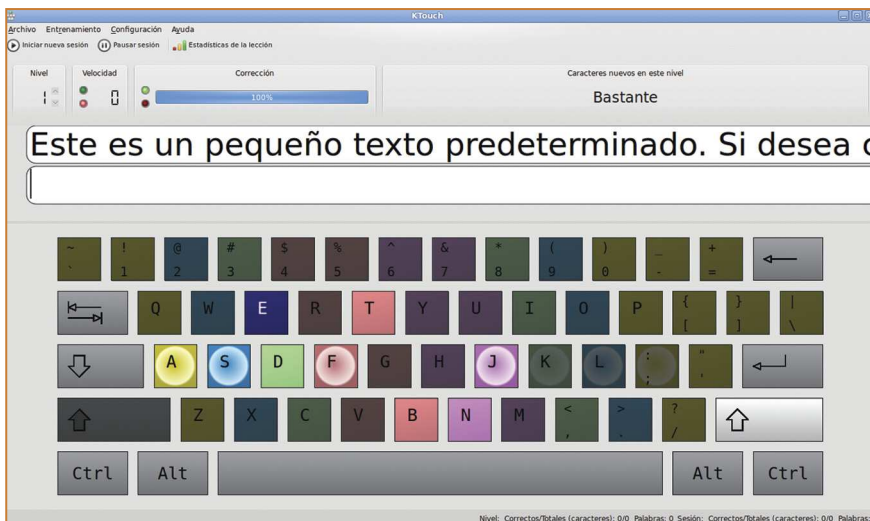 KTouch
Archivo Entrenamiento Configuración Ayuda
Iniciar nueva sesión Pausar sesión Estadísticas de la lección
Nivel Velocidad Corrección Caracteres nuevos en este nivel
1 0 100% Bastante
Este es un pequeño texto predeterminado. Si desea c
~ ! @ # $ % ^ & * ( ) _ +
` 1 2 3 4 5 6 7 8 9 0 - =
Q W E R T Y U I O P { } |
[ ] \
A S D F G H J K L : "
; '
Z X C V B N M < > ?
, . /
Ctrl Alt Alt Ctrl
Nivel: Correctos/Totales (caracteres): 0/0 Palabras: 0 Sesión: Correctos/Totales (caracteres): 0/0 Palabras: